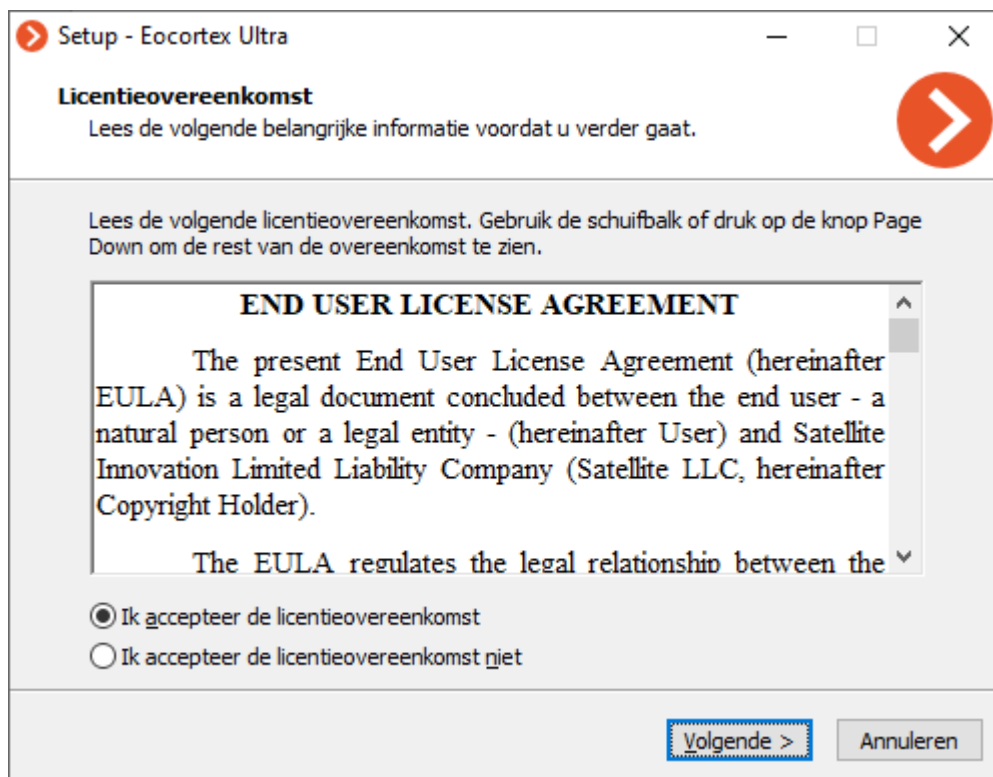 Setup - Eocortex Ultra
Licentieovereenkomst
Lees de volgende belangrijke informatie voordat u verder gaat.
Lees de volgende licentieovereenkomst. Gebruik de schuifbalk of druk op de knop Page
Down om de rest van de overeenkomst te zien.
END USER LICENSE AGREEMENT
The present End User License Agreement (hereinafter
EULA) is a legal document concluded between the end user - a
natural person or a legal entity - (hereinafter User) and Satellite
Innovation Limited Liability Company (Satellite LLC, hereinafter
Copyright Holder).
The EULA regulates the legal relationship between the
Ik accepteer de licentieovereenkomst
Ik accepteer de licentieovereenkomst niet
Volgende >
Annuleren